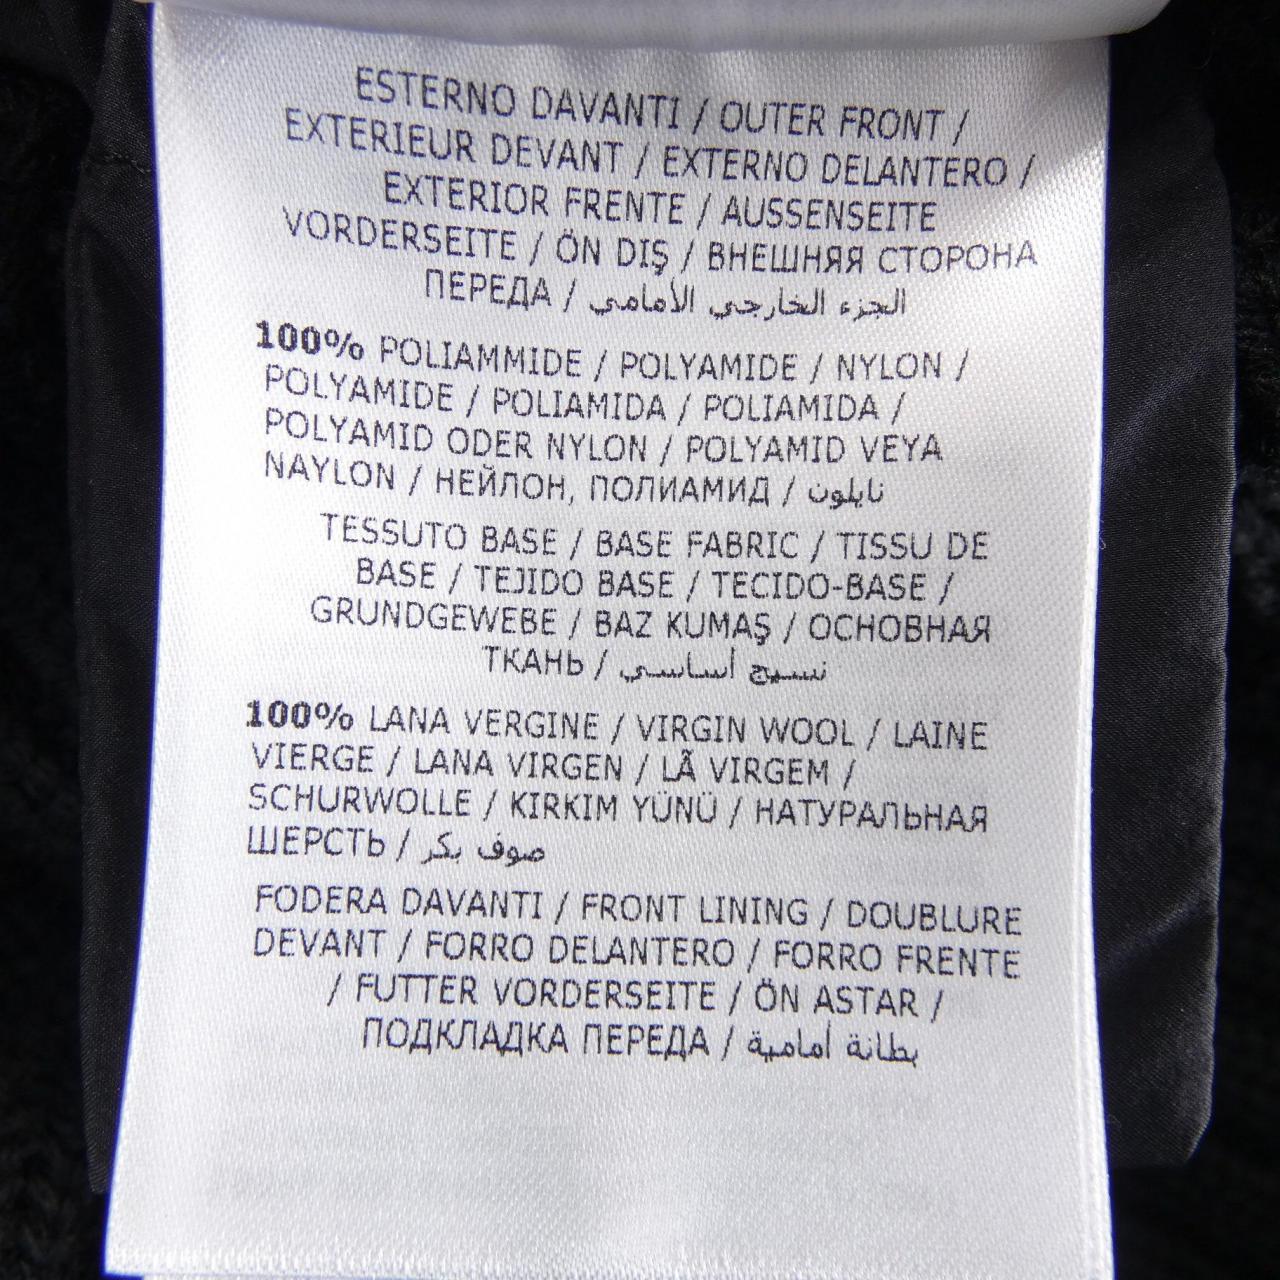 ESTERNO DAVANTI / OUTER FRONT /
EXTERIEUR DEVANT / EXTERNO DELANTERO /
EXTERIOR FRENTE / AUSSENSEITE
VORDERSEITE / ÖN DIŞ / ВНЕШНЯЯ СТОРОНА
ПЕРЕДА / الجزء الخارجي الأمامي
100% POLIAMMIDE / POLYAMIDE / NYLON /
POLYAMIDE / POLIAMIDA / POLIAMIDA /
POLYAMID ODER NYLON / POLYAMID VEYA
NAYLON / НЕЙЛОН, ПОЛИАМИД / نايلون
TESSUTO BASE / BASE FABRIC / TISSU DE
BASE / TEJIDO BASE / TECIDO-BASE /
GRUNDGEWEBE / BAZ KUMAŞ / ОСНОВНАЯ
ТКАНЬ / نسيج أساسي
100% LANA VERGINE / VIRGIN WOOL / LAINE
VIERGE / LANA VIRGEN / LÃ VIRGEM /
SCHURWOLLE / KIRKIM YÜNÜ / НАТУРАЛЬНАЯ
ШЕРСТЬ / صوف بكر
FODERA DAVANTI / FRONT LINING / DOUBLURE
DEVANT / FORRO DELANTERO / FORRO FRENTE
/ FUTTER VORDERSEITE / ÖN ASTAR /
ПОДКЛАДКА ПЕРЕДА / بطانة أمامية